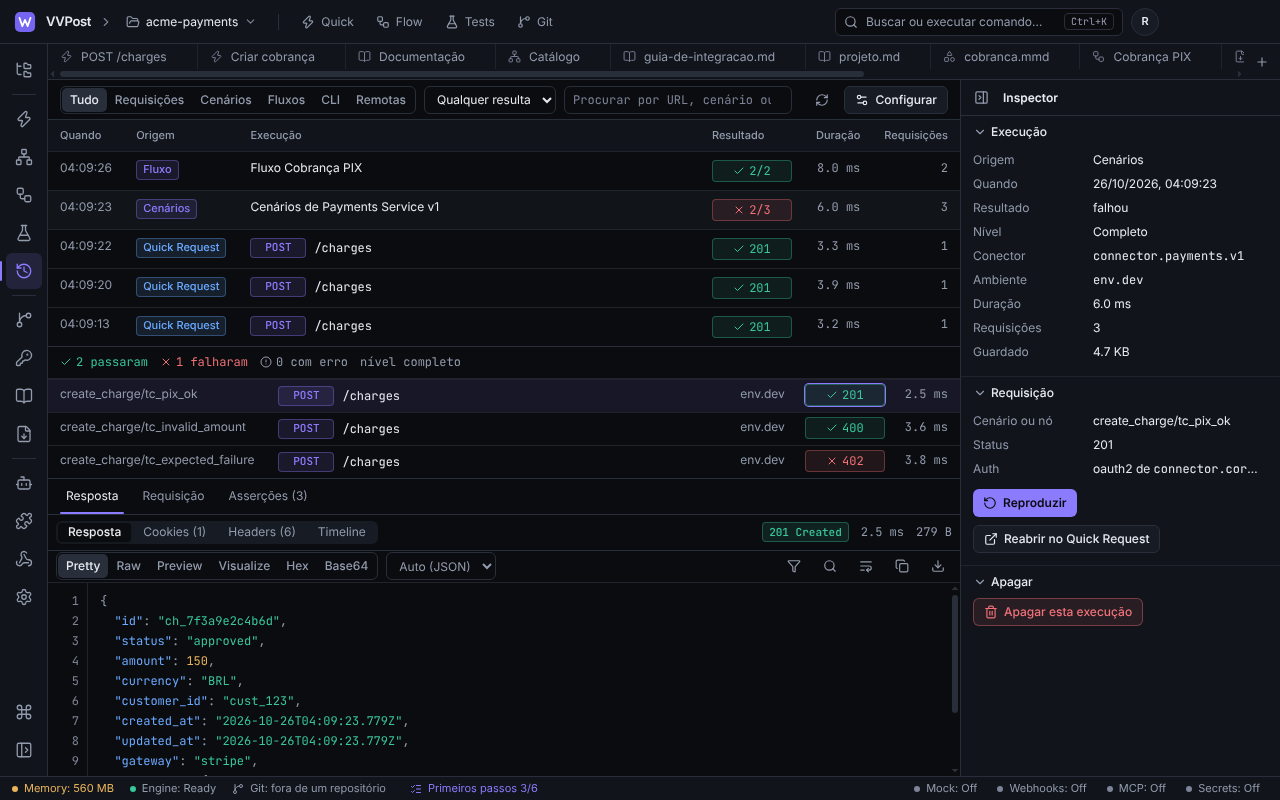 W VVPost acme-payments Quick Flow Tests Git Buscar ou executar comando... Ctrl+K R
POST /charges Criar cobrança Documentação Catálogo guia-de-integracao.md projeto.md cobranca.mmd Cobrança PIX
Tudo Requisições Cenários Fluxos CLI Remotas Qualquer resulta Procurar por URL, cenário ou Configurar
Quando Origem Execução Resultado Duração Requisições
04:09:26 Fluxo Fluxo Cobrança PIX 2/2 8.0 ms 2
04:09:23 Cenários Cenários de Payments Service v1 2/3 6.0 ms 3
04:09:22 Quick Request POST /charges 201 3.3 ms 1
04:09:20 Quick Request POST /charges 201 3.9 ms 1
04:09:13 Quick Request POST /charges 201 3.2 ms 1
2 passaram 1 falharam 0 com erro nível completo
create_charge/tc_pix_ok POST /charges env.dev 201 2.5 ms
create_charge/tc_invalid_amount POST /charges env.dev 400 3.6 ms
create_charge/tc_expected_failure POST /charges env.dev 402 3.8 ms
Resposta Requisição Asserções (3)
Resposta Cookies (1) Headers (6) Timeline 201 Created 2.5 ms 279 B
Pretty Raw Preview Visualize Hex Base64 Auto (JSON)
1 {
2 "id": "ch_7f3a9e2c4b6d",
3 "status": "approved",
4 "amount": 150,
5 "currency": "BRL",
6 "customer_id": "cust_123",
7 "created_at": "2026-10-26T04:09:23.779Z",
8 "updated_at": "2026-10-26T04:09:23.779Z",
9 "gateway": "stripe",
Inspector
Execução
Origem Cenários
Quando 26/10/2026, 04:09:23
Resultado falhou
Nível Completo
Conector connector.payments.v1
Ambiente env.dev
Duração 6.0 ms
Requisições 3
Guardado 4.7 KB
Requisição
Cenário ou nó create_charge/tc_pix_ok
Status 201
Auth oauth2 de connector.cor...
Reproduzir
Reabrir no Quick Request
Apagar
Apagar esta execução
Memory: 560 MB Engine: Ready Git: fora de um repositório Primeiros passos 3/6 Mock: Off Webhooks: Off MCP: Off Secrets: Off